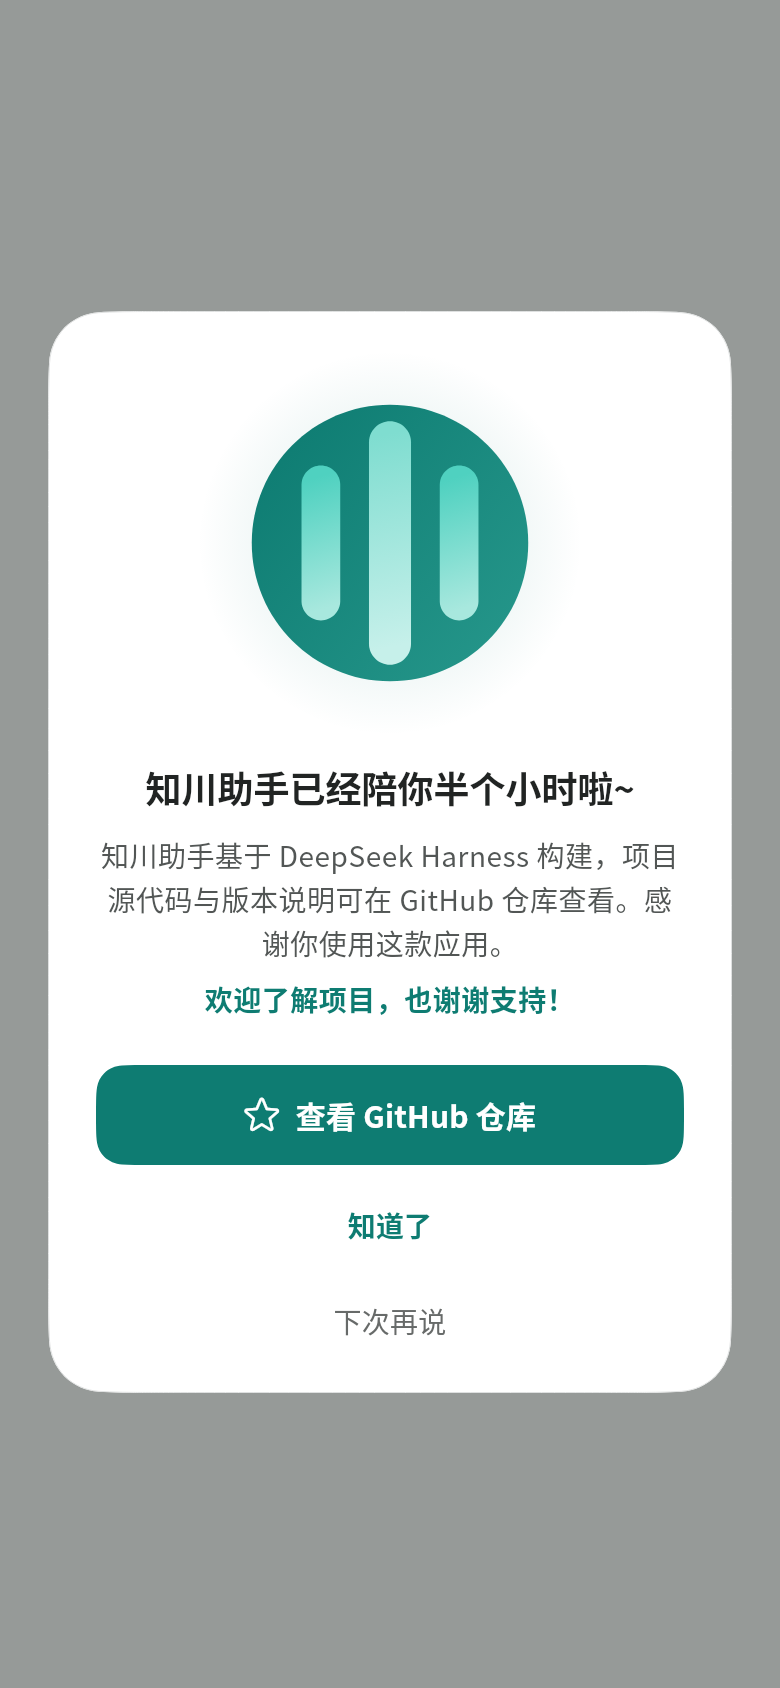 知川助手已经陪你半个小时啦~
知川助手基于 DeepSeek Harness 构建，项目
源代码与版本说明可在 GitHub 仓库查看。感
谢你使用这款应用。
欢迎了解项目，也谢谢支持！
查看 GitHub 仓库
知道了
下次再说